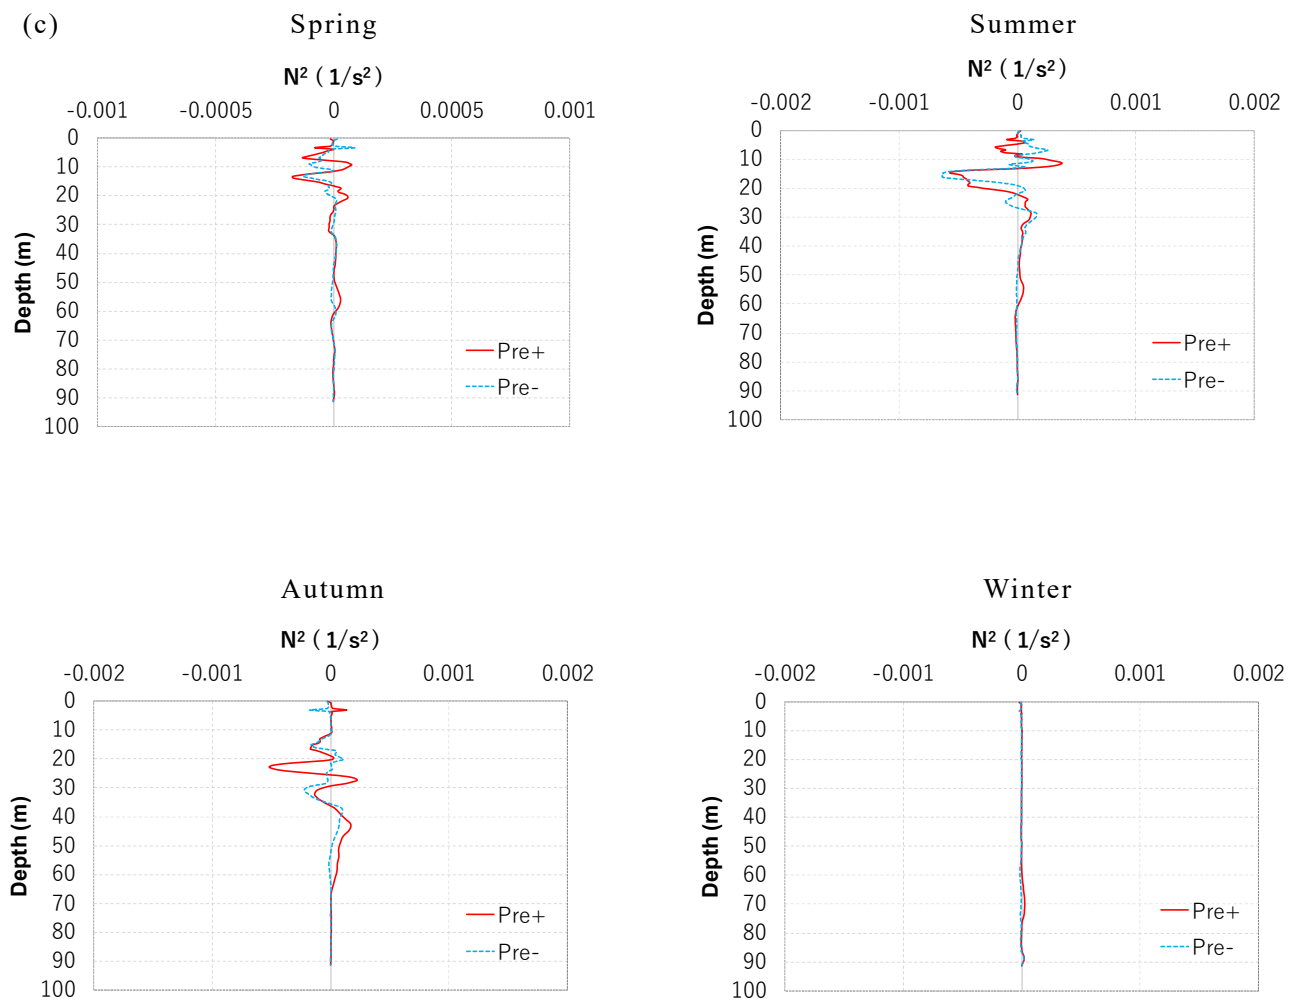 (c)
Spring
N² ( 1/s²)
-0.001 -0.0005 0 0.0005 0.001
0
10
20
30
40
50
60
70
80
90
100
Depth (m)
Pre+
Pre-
Summer
N² ( 1/s²)
-0.002 -0.001 0 0.001 0.002
0
10
20
30
40
50
60
70
80
90
100
Depth (m)
Pre+
Pre-
Autumn
N² ( 1/s²)
-0.002 -0.001 0 0.001 0.002
0
10
20
30
40
50
60
70
80
90
100
Depth (m)
Pre+
Pre-
Winter
N² ( 1/s²)
-0.002 -0.001 0 0.001 0.002
0
10
20
30
40
50
60
70
80
90
100
Depth (m)
Pre+
Pre-